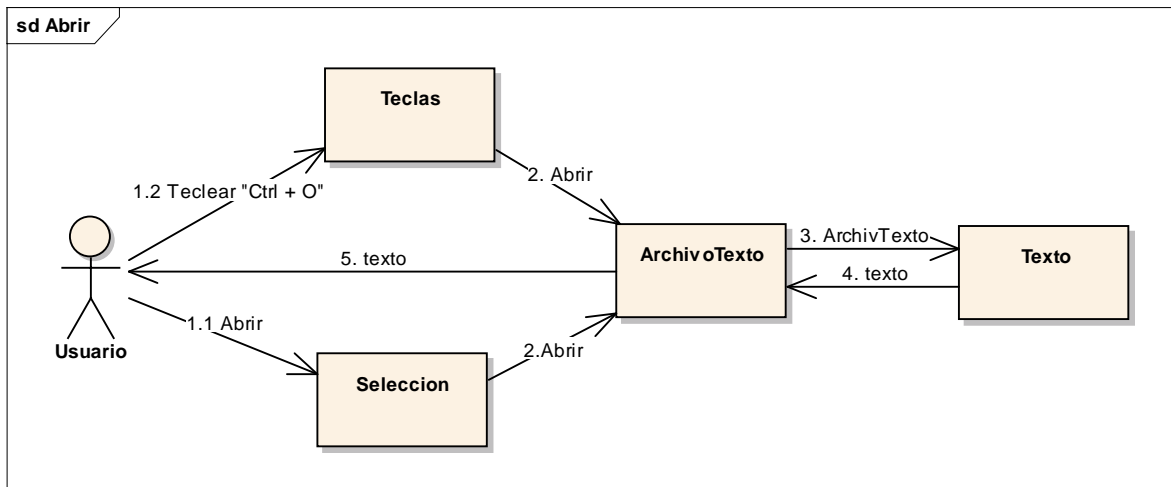 sd Abrir
Teclas
1.2 Teclear "Ctrl + O"
2. Abrir
ArchivoTexto
3. ArchivTexto
Texto
5. texto
4. texto
Usuario
1.1 Abrir
2.Abrir
Seleccion